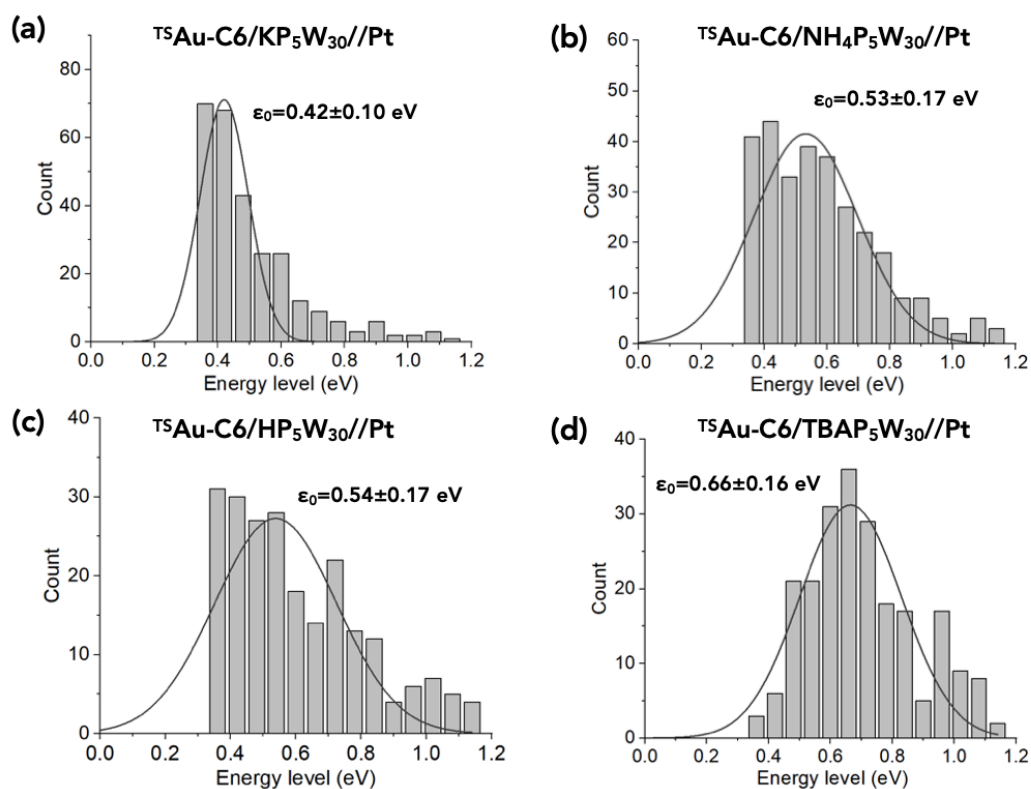 (a)
ᵀˢAu-C6/KP₅W₃₀//Pt
ε₀=0.42±0.10 eV
80
60
40
20
0
Count
0.0 0.2 0.4 0.6 0.8 1.0 1.2
Energy level (eV)
(b)
ᵀˢAu-C6/NH₄P₅W₃₀//Pt
ε₀=0.53±0.17 eV
60
50
40
30
20
10
0
Count
0.0 0.2 0.4 0.6 0.8 1.0 1.2
Energy level (eV)
(c)
ᵀˢAu-C6/HP₅W₃₀//Pt
ε₀=0.54±0.17 eV
40
30
20
10
0
Count
0.0 0.2 0.4 0.6 0.8 1.0 1.2
Energy level (eV)
(d)
ᵀˢAu-C6/TBAP₅W₃₀//Pt
ε₀=0.66±0.16 eV
40
30
20
10
0
Count
0.0 0.2 0.4 0.6 0.8 1.0 1.2
Energy level (eV)